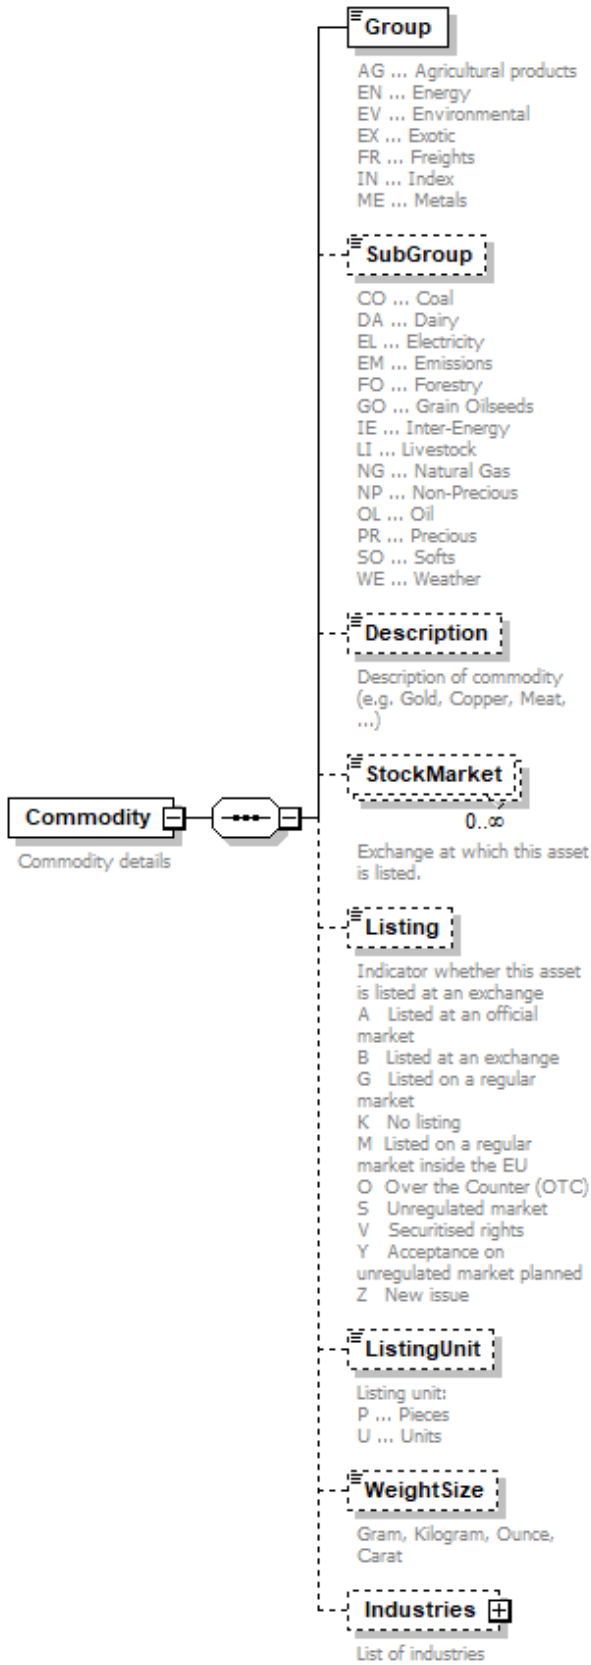 Group
AG ... Agricultural products
EN ... Energy
EV ... Environmental
EX ... Exotic
FR ... Freights
IN ... Index
ME ... Metals
SubGroup
CO ... Coal
DA ... Dairy
EL ... Electricity
EM ... Emissions
FO ... Forestry
GO ... Grain Oilseeds
IE ... Inter-Energy
LI ... Livestock
NG ... Natural Gas
NP ... Non-Precious
OL ... Oil
PR ... Precious
SO ... Softs
WE ... Weather
Description
Description of commodity
(e.g. Gold, Copper, Meat,
...)
StockMarket
0..∞
Exchange at which this asset
is listed.
Commodity
Commodity details
Listing
Indicator whether this asset
is listed at an exchange
A Listed at an official
market
B Listed at an exchange
G Listed on a regular
market
K No listing
M Listed on a regular
market inside the EU
O Over the Counter (OTC)
S Unregulated market
V Securitised rights
Y Acceptance on
unregulated market planned
Z New issue
ListingUnit
Listing unit:
P ... Pieces
U ... Units
WeightSize
Gram, Kilogram, Ounce,
Carat
Industries
List of industries